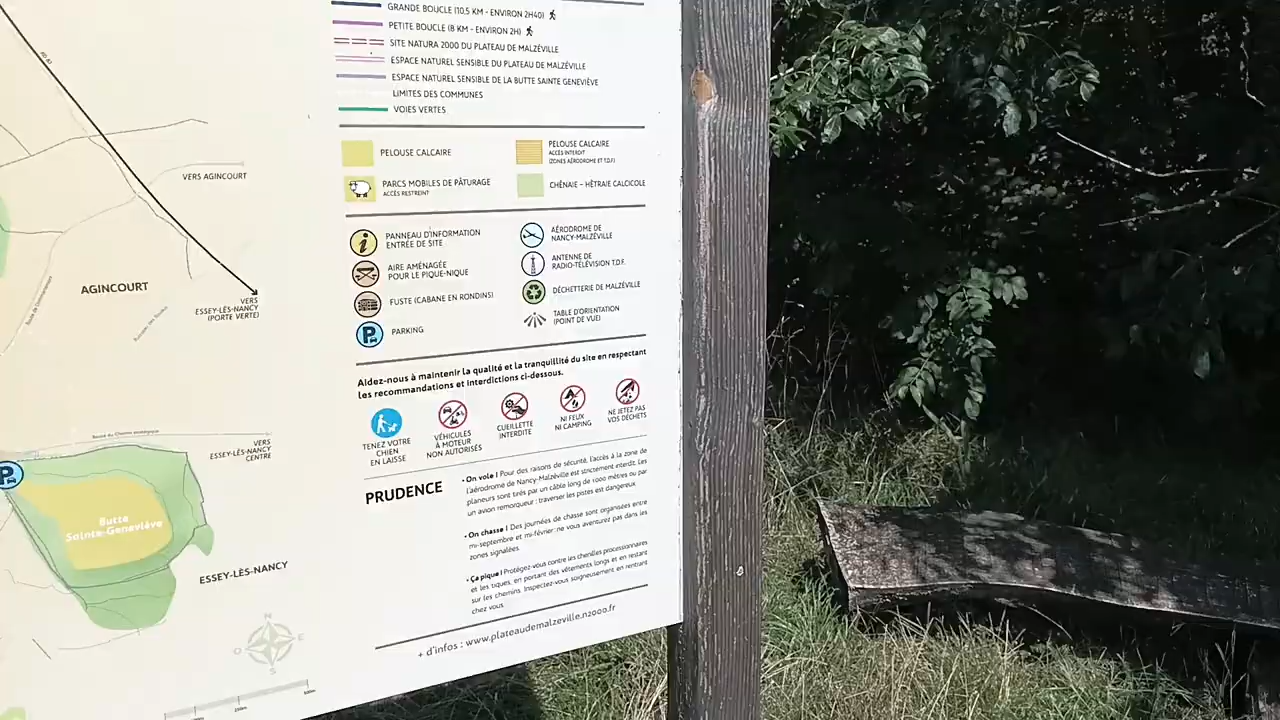 GRANDE BOUCLE (10,5 KM - ENVIRON 2H40)
PETITE BOUCLE (8 KM - ENVIRON 2H)
SITE NATURA 2000 DU PLATEAU DE MALZÉVILLE
ESPACE NATUREL SENSIBLE DU PLATEAU DE MALZÉVILLE
ESPACE NATUREL SENSIBLE DE LA BUTTE SAINTE GENEVIÈVE
LIMITES DES COMMUNES
VOIES VERTES
PELOUSE CALCAIRE
PELOUSE CALCAIRE
ACCÈS INTERDIT
(ZONES AÉRODROME ET T.D.F)
PARCS MOBILES DE PÂTURAGE
ACCÈS RESTREINT
CHÊNAIE - HÊTRAIE CALCICOLE
PANNEAU D'INFORMATION
ENTRÉE DE SITE
AIRE AMÉNAGÉE
POUR LE PIQUE-NIQUE
FUSTE (CABANE EN RONDINS)
P
PARKING
AÉRODROME DE
NANCY-MALZÉVILLE
ANTENNE DE
RADIO-TÉLÉVISION T.D.F.
DÉCHETTERIE DE MALZÉVILLE
TABLE D'ORIENTATION
(POINT DE VUE)
Aidez-nous à maintenir la qualité et la tranquillité du site en respectant
les recommandations et interdictions ci-dessous.
TENEZ VOTRE
CHIEN
EN LAISSE
VÉHICULES
À MOTEUR
NON AUTORISÉS
CUEILLETTE
INTERDITE
NI FEUX
NI CAMPING
NE JETEZ PAS
VOS DÉCHETS
PRUDENCE
• On vole ! Pour des raisons de sécurité, l'accès à la zone de
l'aérodrome de Nancy-Malzéville est strictement interdit. Les
planeurs sont tirés par un câble long de 1000 mètres ou par
un avion remorqueur : traverser les pistes est dangereux.
• On chasse ! Des journées de chasse sont organisées entre
mi-septembre et mi-février: ne vous aventurez pas dans les
zones signalées.
• Ça pique ! Protégez-vous contre les chenilles processionnaires
et les tiques, en portant des vêtements longs et en restant
sur les chemins. Inspectez-vous soigneusement en rentrant
chez vous.
+ d'infos : www.plateaudemalzeville.n2000.fr
VERS AGINCOURT
AGINCOURT
VERS
ESSEY-LÈS-NANCY
(PORTE VERTE)
VERS
ESSEY-LÈS-NANCY
CENTRE
P
Butte
Sainte-Geneviève
ESSEY-LÈS-NANCY
N
O
E
S